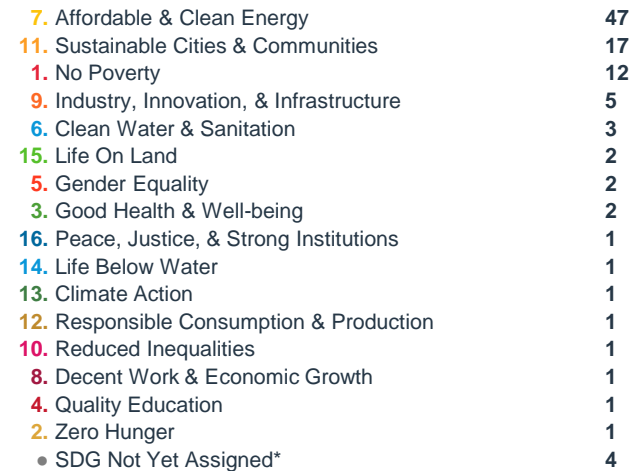 7. Affordable & Clean Energy 47
11. Sustainable Cities & Communities 17
1. No Poverty 12
9. Industry, Innovation, & Infrastructure 5
6. Clean Water & Sanitation 3
15. Life On Land 2
5. Gender Equality 2
3. Good Health & Well-being 2
16. Peace, Justice, & Strong Institutions 1
14. Life Below Water 1
13. Climate Action 1
12. Responsible Consumption & Production 1
10. Reduced Inequalities 1
8. Decent Work & Economic Growth 1
4. Quality Education 1
2. Zero Hunger 1
● SDG Not Yet Assigned* 4